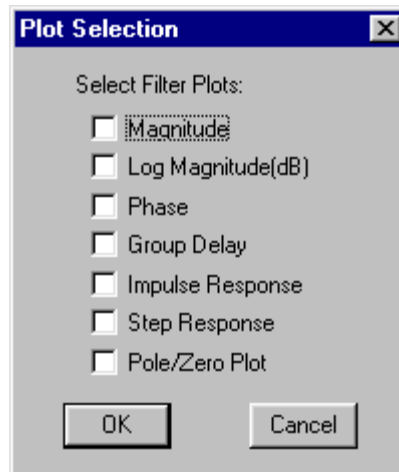 Plot Selection
Select Filter Plots:
Magnitude
Log Magnitude(dB)
Phase
Group Delay
Impulse Response
Step Response
Pole/Zero Plot
OK Cancel